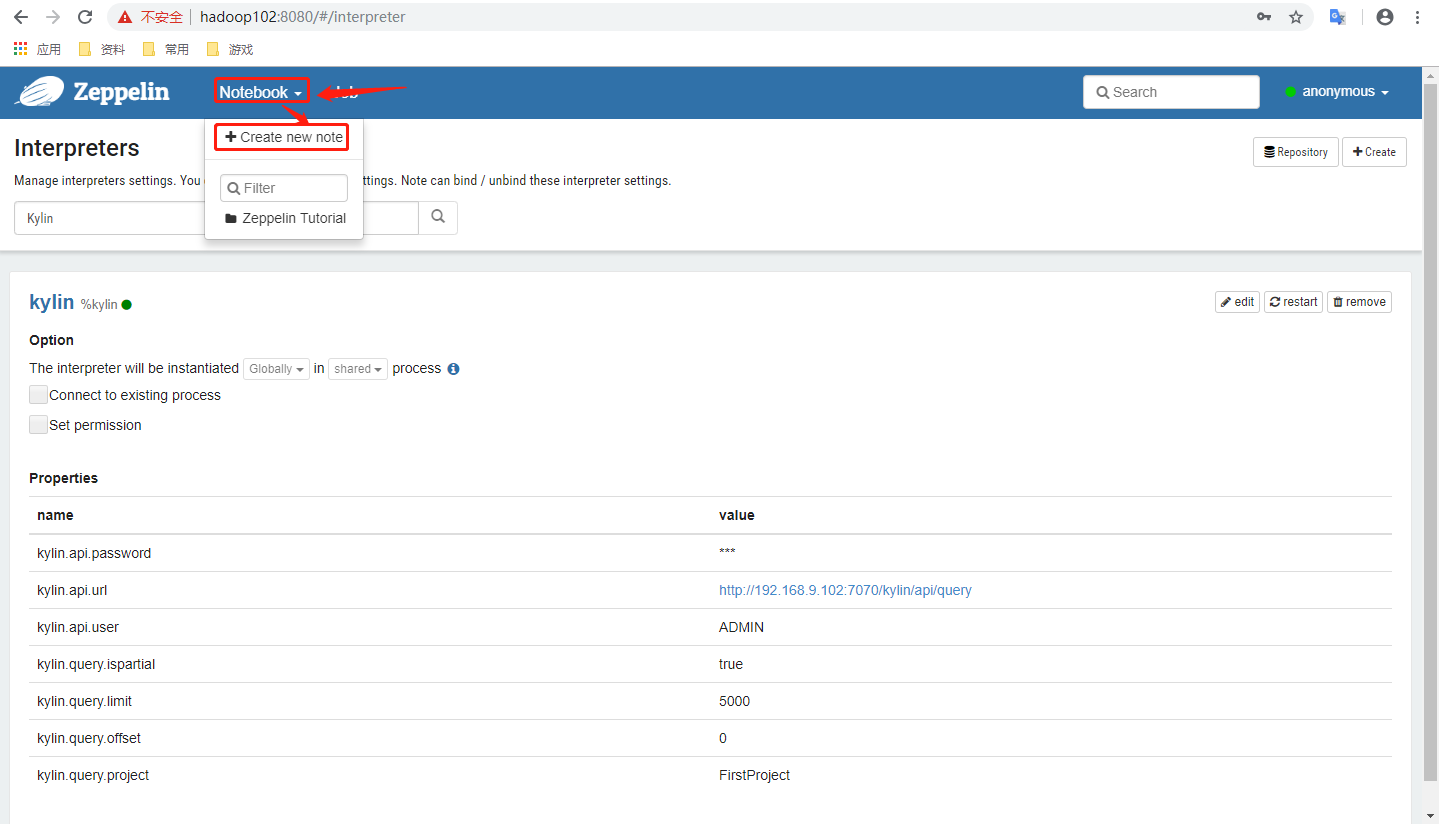 不安全 hadoop102:8080/#/interpreter
应用 资料 常用 游戏
Zeppelin Notebook Search anonymous
Create new note
Interpreters Repository Create
Manage interpreters settings. You ttings. Note can bind / unbind these interpreter settings.
Filter
Kylin
Zeppelin Tutorial
kylin %kylin edit restart remove
Option
The interpreter will be instantiated Globally in shared process
Connect to existing process
Set permission
Properties
name value
kylin.api.password ***
kylin.api.url http://192.168.9.102:7070/kylin/api/query
kylin.api.user ADMIN
kylin.query.ispartial true
kylin.query.limit 5000
kylin.query.offset 0
kylin.query.project FirstProject